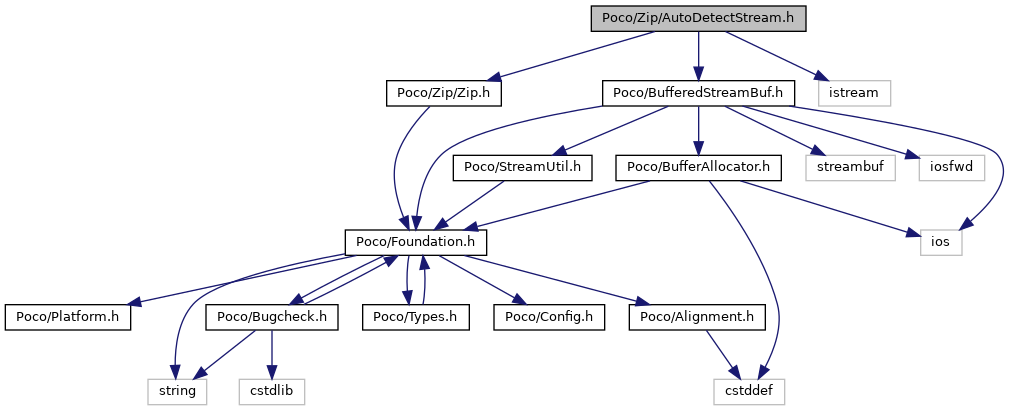 Poco/Zip/AutoDetectStream.h
Poco/Zip/Zip.h
Poco/BufferedStreamBuf.h
istream
Poco/StreamUtil.h
Poco/BufferAllocator.h
streambuf
iosfwd
Poco/Foundation.h
ios
Poco/Platform.h
Poco/Bugcheck.h
Poco/Types.h
Poco/Config.h
Poco/Alignment.h
string
cstdlib
cstddef